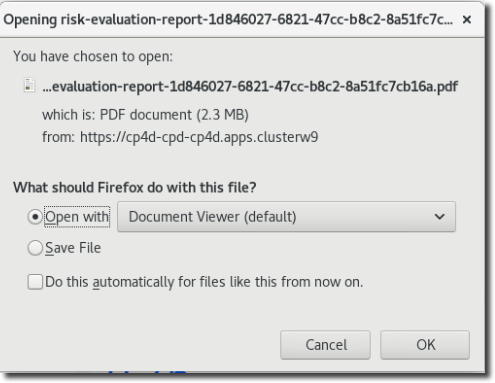 Opening risk-evaluation-report-1d846027-6821-47cc-b8c2-8a51fc7c... ×
You have chosen to open:
...evaluation-report-1d846027-6821-47cc-b8c2-8a51fc7cb16a.pdf
which is: PDF document (2.3 MB)
from: https://cp4d-cpd-cp4d.apps.clusterw9
What should Firefox do with this file?
Open with Document Viewer (default)
Save File
Do this automatically for files like this from now on.
Cancel OK